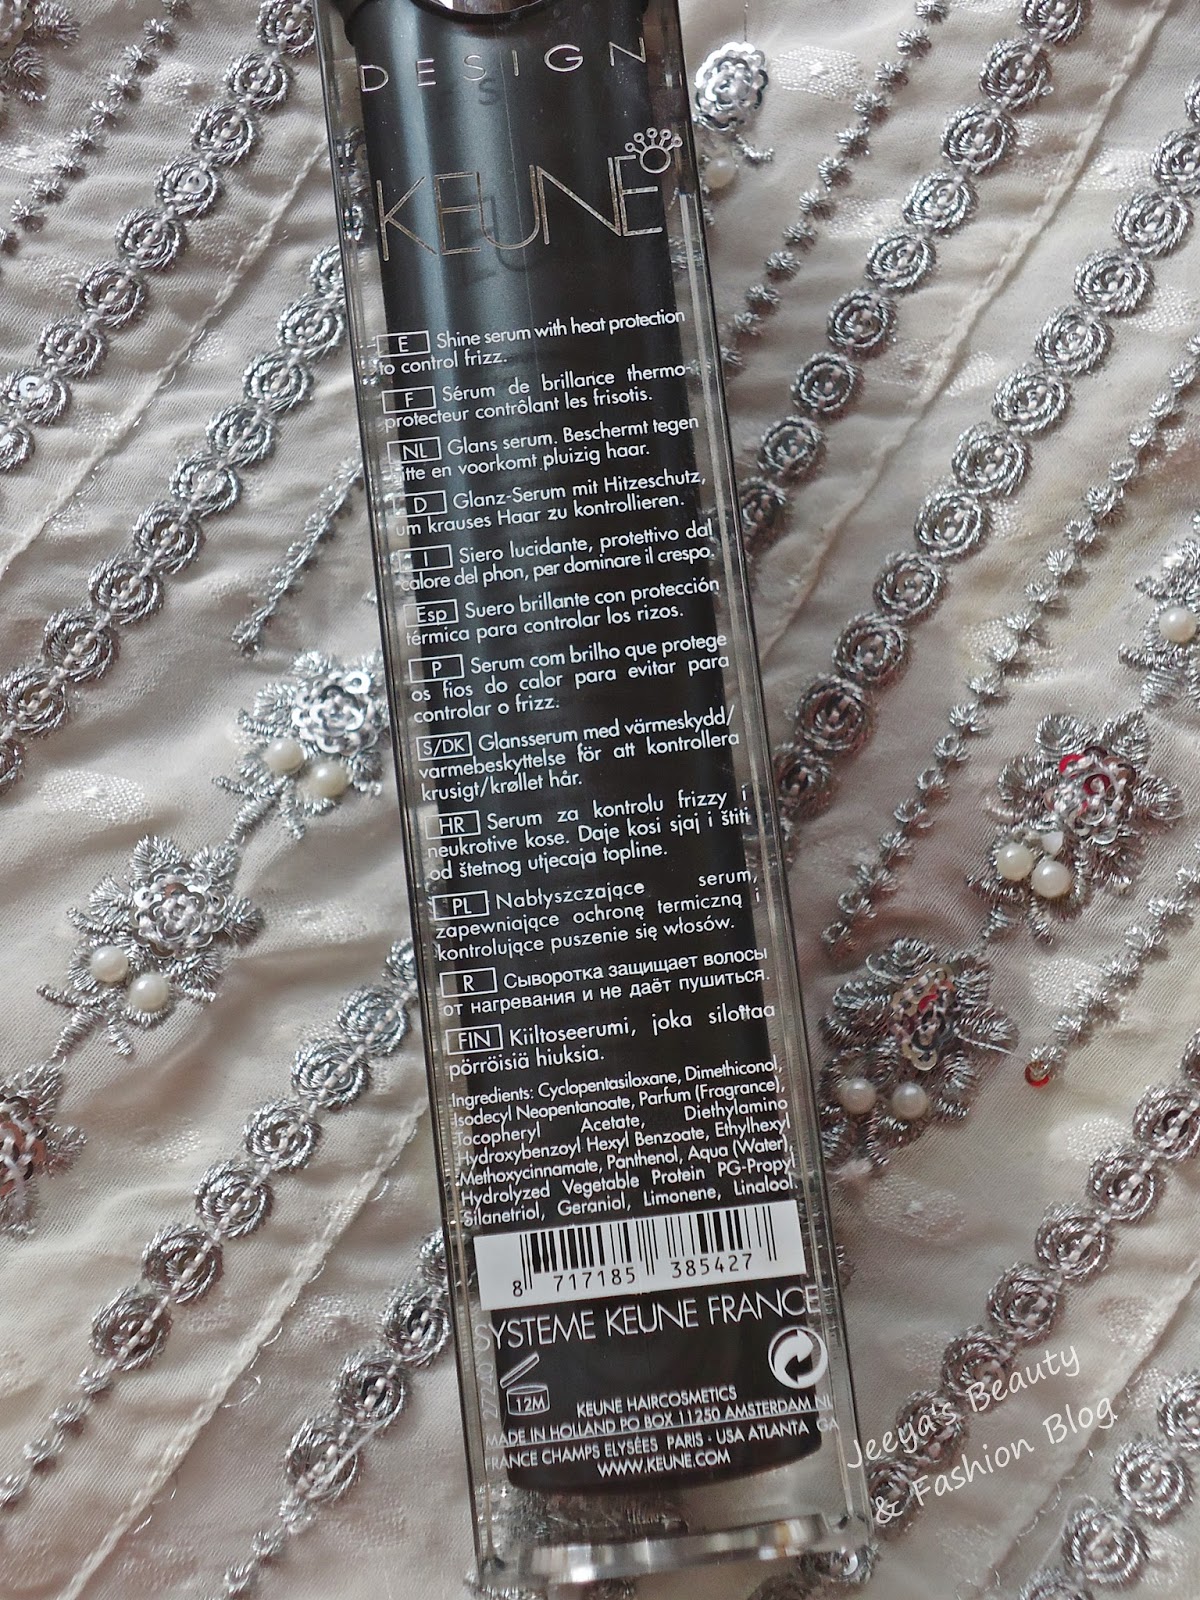 DESIGN
KEUNE
E Shine serum with heat protection
to control frizz.
F Sérum de brillance thermo-
protecteur contrôlant les frisotis.
NL Glans serum. Beschermt tegen
hitte en voorkomt pluizig haar.
D Glanz-Serum mit Hitzeschutz,
um krauses Haar zu kontrollieren.
I Siero lucidante, protettivo dal
calore del phon, per dominare il crespo.
Esp Suero brillante con protección
térmica para controlar los rizos.
P Serum com brilho que protege
os fios do calor para evitar para
controlar o frizz.
S/DK Glansserum med värmeskydd/
varmebeskyttelse för att kontrollera
krusigt/krøllet hår.
HR Serum za kontrolu frizzy i
neukrotive kose. Daje kosi sjaj i štiti
od štetnog utjecaja topline.
PL Nabłyszczające serum,
zapewniające ochronę termiczną i
kontrolujące puszenie się włosów.
R Сыворотка защищает волосы
от нагревания и не даёт пушиться.
FIN Kiiltoseerumi, joka silottaa
pörröisiä hiuksia.
Ingredients: Cyclopentasiloxane, Dimethiconol,
Isodecyl Neopentanoate, Parfum (Fragrance),
Tocopheryl Acetate, Diethylamino
Hydroxybenzoyl Hexyl Benzoate, Ethylhexyl
Methoxycinnamate, Panthenol, Aqua (Water),
Hydrolyzed Vegetable Protein PG-Propyl
Silanetriol, Geraniol, Limonene, Linalool.
8 717185 385427
SYSTEME KEUNE FRANCE
12M
KEUNE HAIRCOSMETICS
MADE IN HOLLAND PO BOX 11250 AMSTERDAM NL
FRANCE CHAMPS ELYSÉES PARIS · USA ATLANTA GA
WWW.KEUNE.COM
Jeeya's Beauty
& Fashion Blog